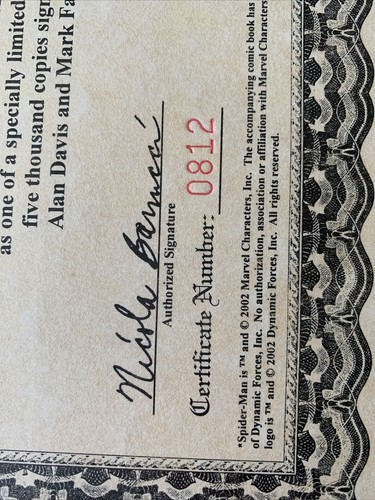 as one of a specially limited
five thousand copies sign
Alan Davis and Mark Fa
Nicola Barrucci
Authorized Signature
Certificate Number: 0812
*Spider-Man is ™ and © 2002 Marvel Characters, Inc. The accompanying comic book has
of Dynamic Forces, Inc. No authorization, association or affiliation with Marvel Characters
logo is ™ and © 2002 Dynamic Forces, Inc. All rights reserved.